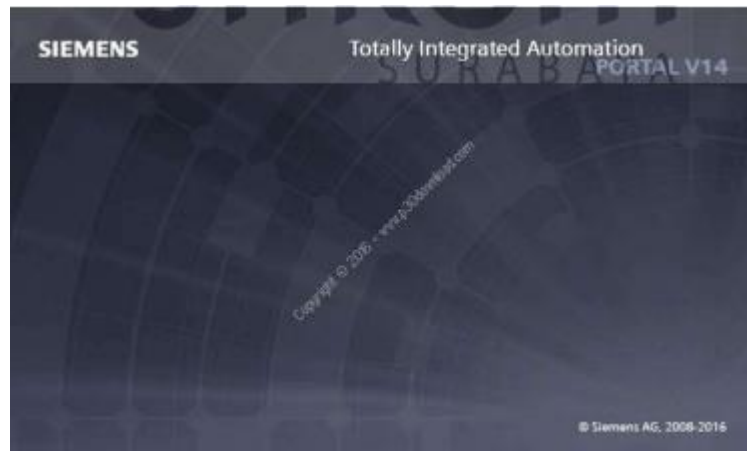 SIEMENS
Totally Integrated Automation
PORTAL V14
SURABAYA
Copyright © 2016 - www.p30download.com
© Siemens AG, 2008-2016